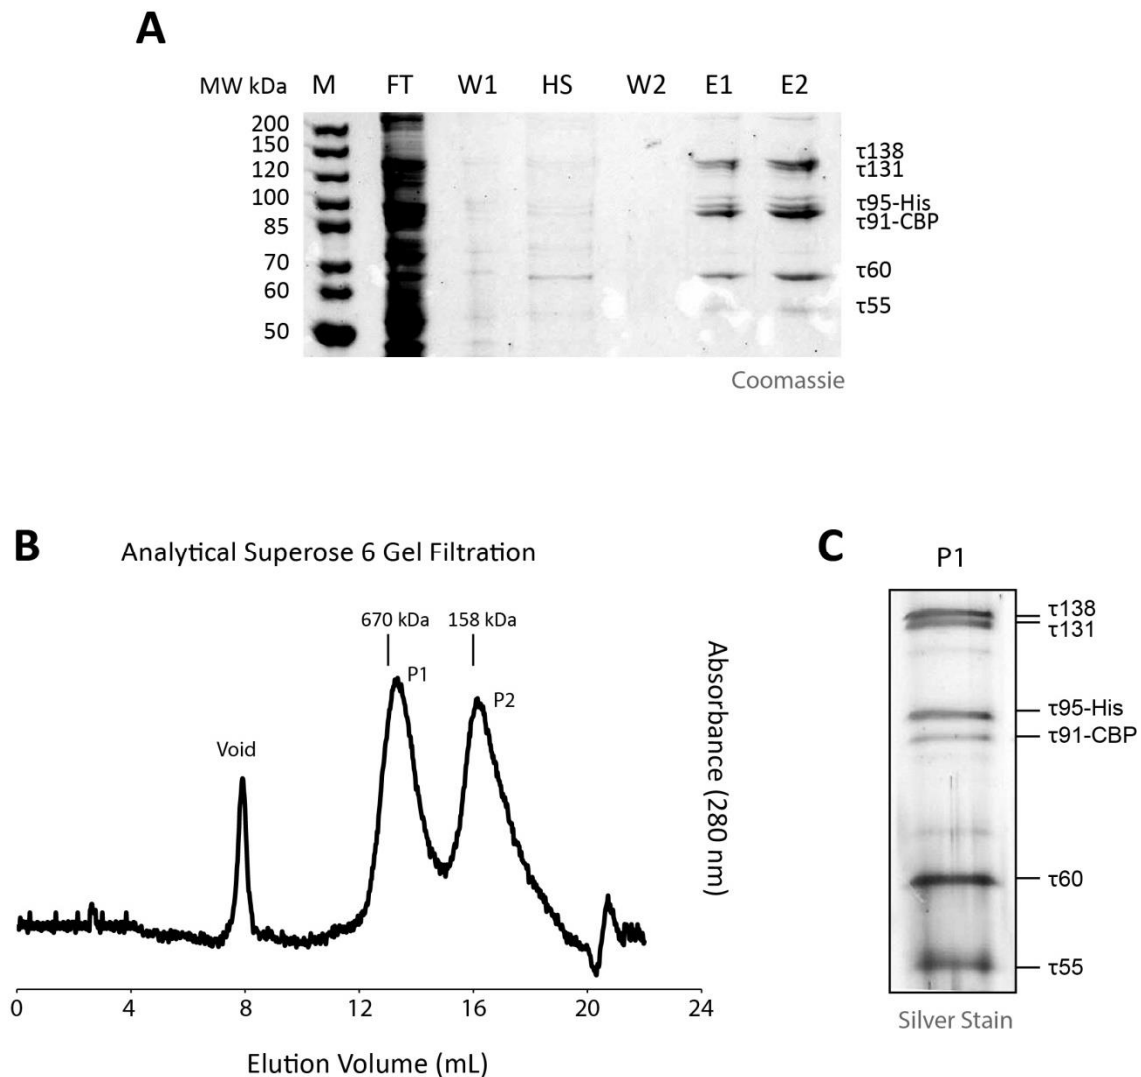 A
MW kDa M FT W1 HS W2 E1 E2
200
150
120
100
85
70
60
50
τ138
τ131
τ95-His
τ91-CBP
τ60
τ55
Coomassie
B
Analytical Superose 6 Gel Filtration
670 kDa 158 kDa
P1
P2
Void
Absorbance (280 nm)
0 4 8 12 16 20 24
Elution Volume (mL)
C
P1
τ138
τ131
τ95-His
τ91-CBP
τ60
τ55
Silver Stain